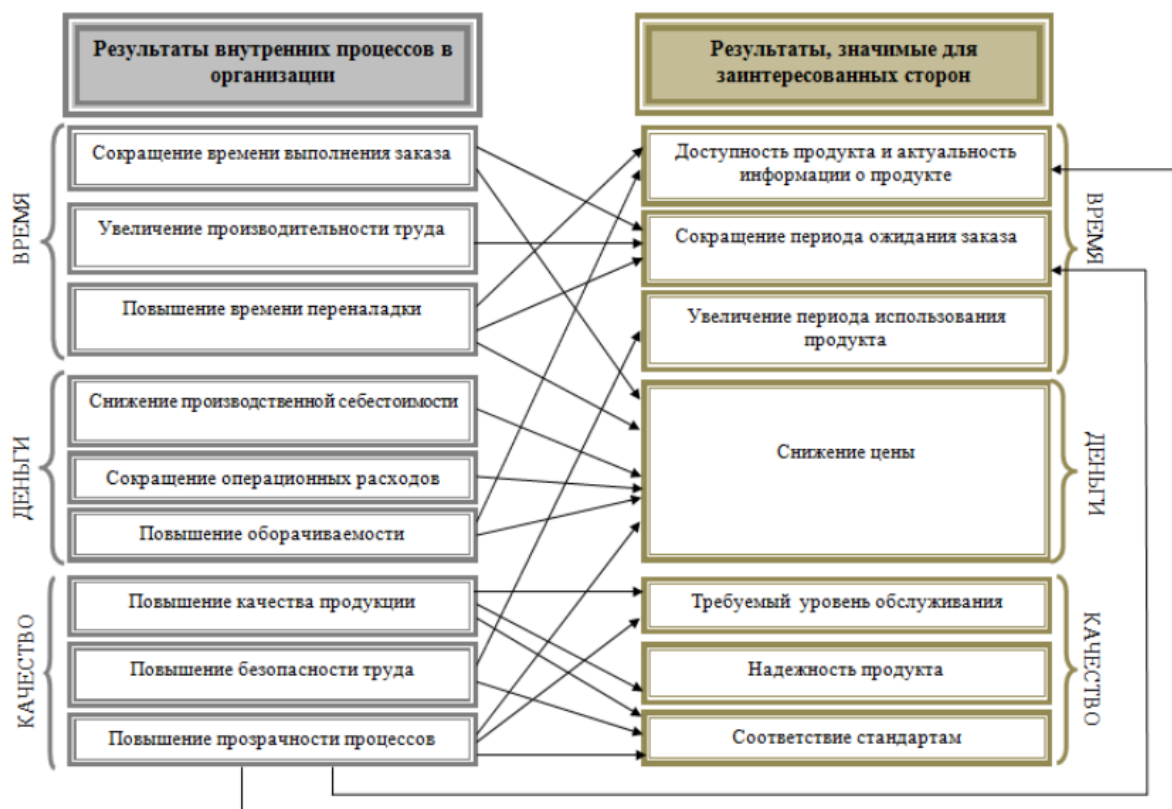 Результаты внутренних процессов в
организации
ВРЕМЯ
Сокращение времени выполнения заказа
Увеличение производительности труда
Повышение времени переналадки
ДЕНЬГИ
Снижение производственной себестоимости
Сокращение операционных расходов
Повышение оборачиваемости
КАЧЕСТВО
Повышение качества продукции
Повышение безопасности труда
Повышение прозрачности процессов
Результаты, значимые для
заинтересованных сторон
Доступность продукта и актуальность
информации о продукте
Сокращение периода ожидания заказа
Увеличение периода использования
продукта
ВРЕМЯ
Снижение цены
ДЕНЬГИ
Требуемый уровень обслуживания
Надежность продукта
Соответствие стандартам
КАЧЕСТВО